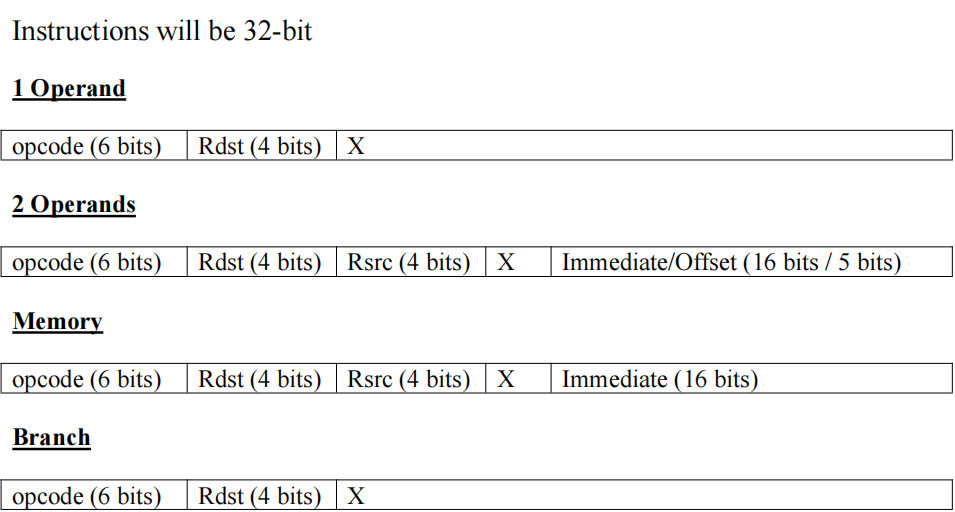 Instructions will be 32-bit
1 Operand
opcode (6 bits) Rdst (4 bits) X
2 Operands
opcode (6 bits) Rdst (4 bits) Rsrc (4 bits) X Immediate/Offset (16 bits / 5 bits)
Memory
opcode (6 bits) Rdst (4 bits) Rsrc (4 bits) X Immediate (16 bits)
Branch
opcode (6 bits) Rdst (4 bits) X